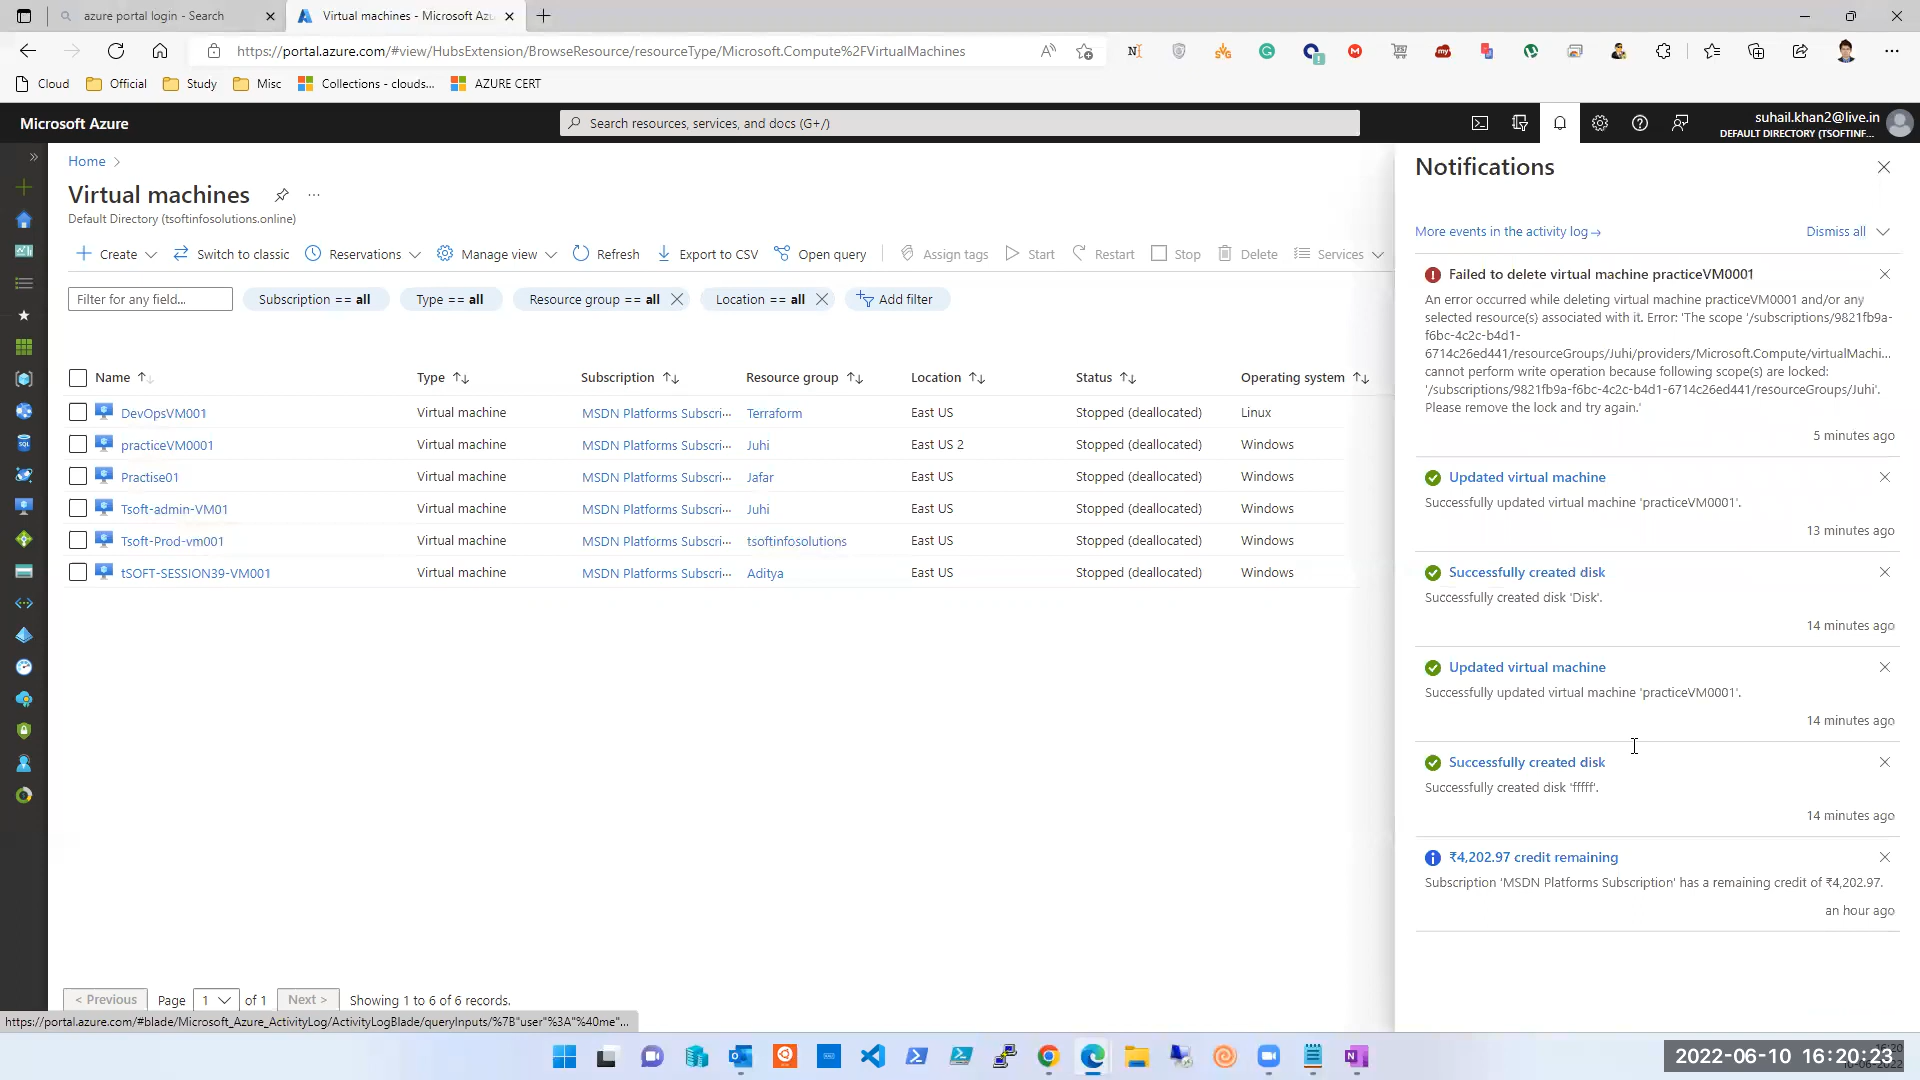 azure portal login - Search
Virtual machines - Microsoft Azu
https://portal.azure.com/#view/HubsExtension/BrowseResource/resourceType/Microsoft.Compute%2FVirtualMachines
Cloud
Official
Study
Misc
Collections - clouds...
AZURE CERT
Microsoft Azure
Search resources, services, and docs (G+/)
suhail.khan2@live.in
DEFAULT DIRECTORY (TSOFTINF...
Home
Virtual machines
...
Default Directory (tsoftinfosolutions.online)
Create
Switch to classic
Reservations
Manage view
Refresh
Export to CSV
Open query
Assign tags
Start
Restart
Stop
Delete
Services
Filter for any field...
Subscription == all
Type == all
Resource group == all
Location == all
Add filter
Name Type Subscription Resource group Location Status Operating system
DevOpsVM001 Virtual machine MSDN Platforms Subscri... Terraform East US Stopped (deallocated) Linux
practiceVM0001 Virtual machine MSDN Platforms Subscri... Juhi East US 2 Stopped (deallocated) Windows
Practise01 Virtual machine MSDN Platforms Subscri... Jafar East US Stopped (deallocated) Windows
Tsoft-admin-VM01 Virtual machine MSDN Platforms Subscri... Juhi East US Stopped (deallocated) Windows
Tsoft-Prod-vm001 Virtual machine MSDN Platforms Subscri... tsoftinfosolutions East US Stopped (deallocated) Windows
tSOFT-SESSION39-VM001 Virtual machine MSDN Platforms Subscri... Aditya East US Stopped (deallocated) Windows
< Previous Page 1 of 1 Next > Showing 1 to 6 of 6 records.
https://portal.azure.com/#blade/Microsoft_Azure_ActivityLog/ActivityLogBlade/queryInputs/%7B"user"%3A"%40me"...
Notifications
More events in the activity log→
Dismiss all
Failed to delete virtual machine practiceVM0001
An error occurred while deleting virtual machine practiceVM0001 and/or any
selected resource(s) associated with it. Error: 'The scope '/subscriptions/9821fb9a-
f6bc-4c2c-b4d1-
6714c26ed441/resourceGroups/Juhi/providers/Microsoft.Compute/virtualMachi...
cannot perform write operation because following scope(s) are locked:
'/subscriptions/9821fb9a-f6bc-4c2c-b4d1-6714c26ed441/resourceGroups/Juhi'.
Please remove the lock and try again.'
5 minutes ago
Updated virtual machine
Successfully updated virtual machine 'practiceVM0001'.
13 minutes ago
Successfully created disk
Successfully created disk 'Disk'.
14 minutes ago
Updated virtual machine
Successfully updated virtual machine 'practiceVM0001'.
14 minutes ago
Successfully created disk
Successfully created disk 'fffff'.
14 minutes ago
₹4,202.97 credit remaining
Subscription 'MSDN Platforms Subscription' has a remaining credit of ₹4,202.97.
an hour ago
2022-06-10 16:20:23